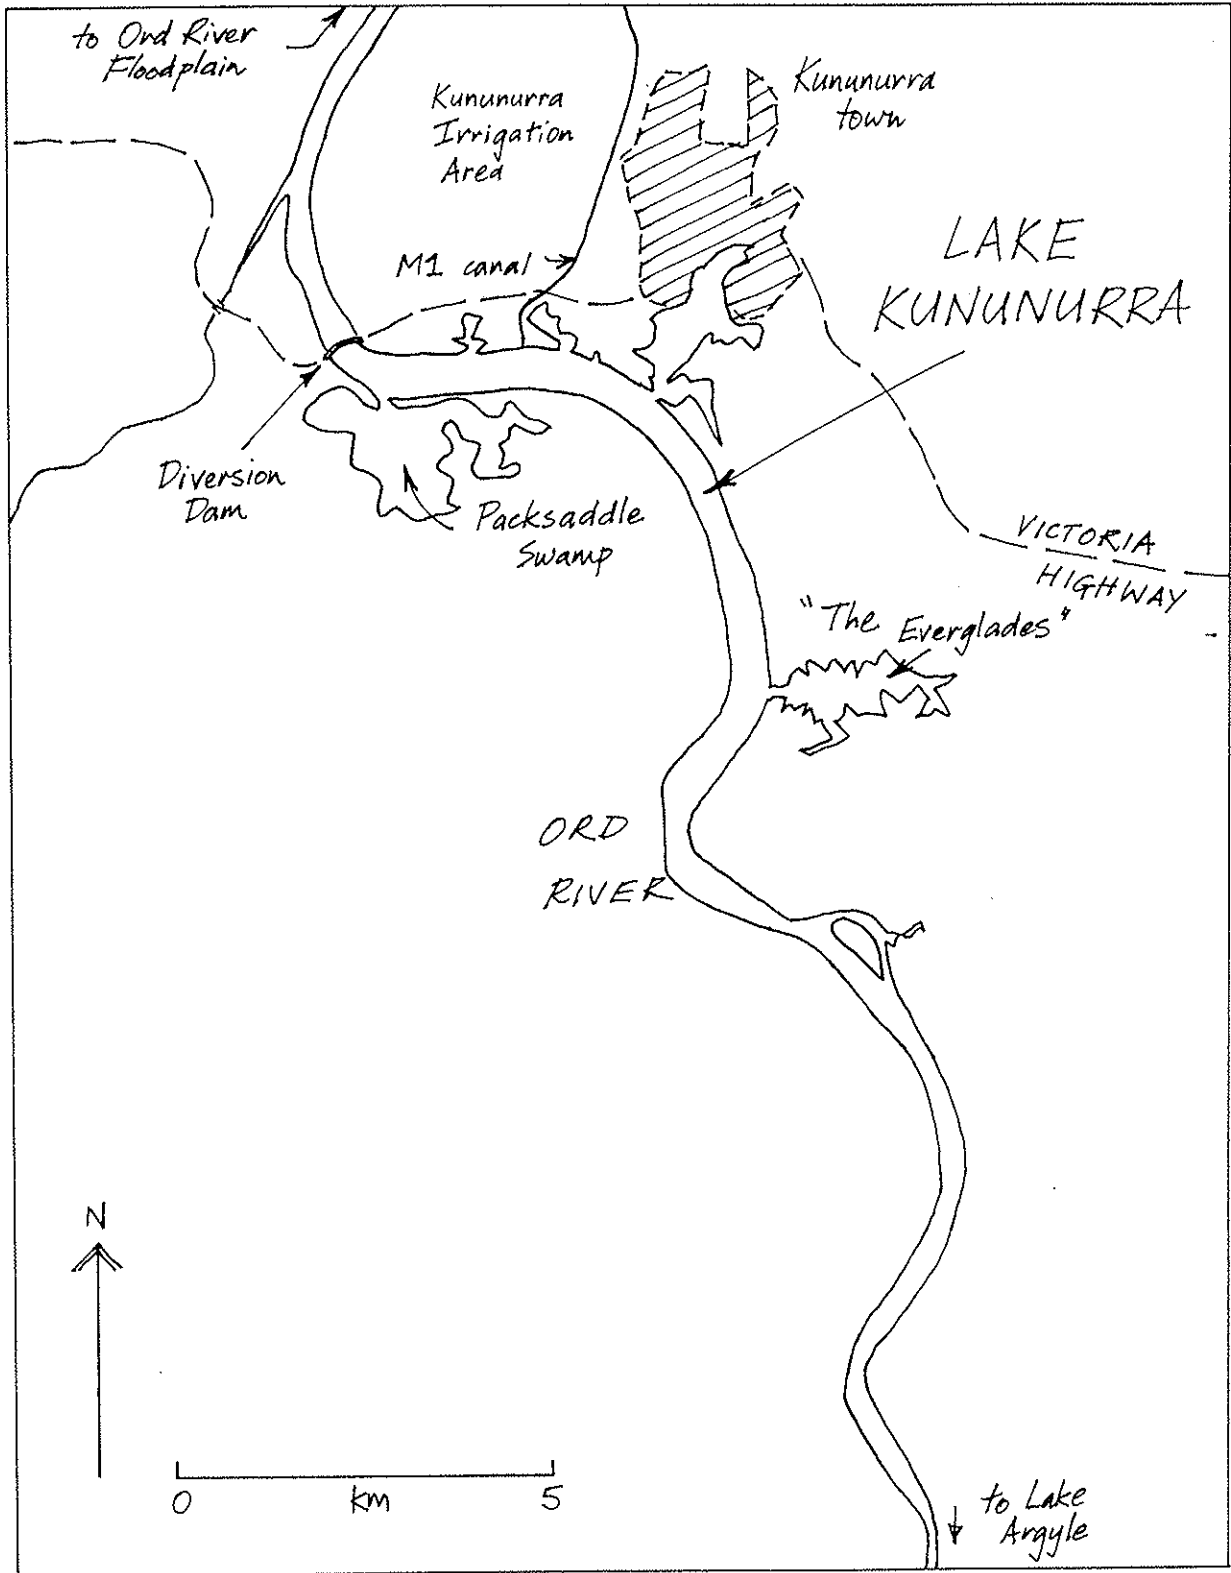 to Ord River
Floodplain
Kununurra
Irrigation
Area
Kununurra
town
M1 canal
LAKE
KUNUNURRA
Diversion
Dam
Packsaddle
Swamp
VICTORIA
HIGHWAY
"The Everglades"
ORD
RIVER
N
0 km 5
to Lake
Argyle